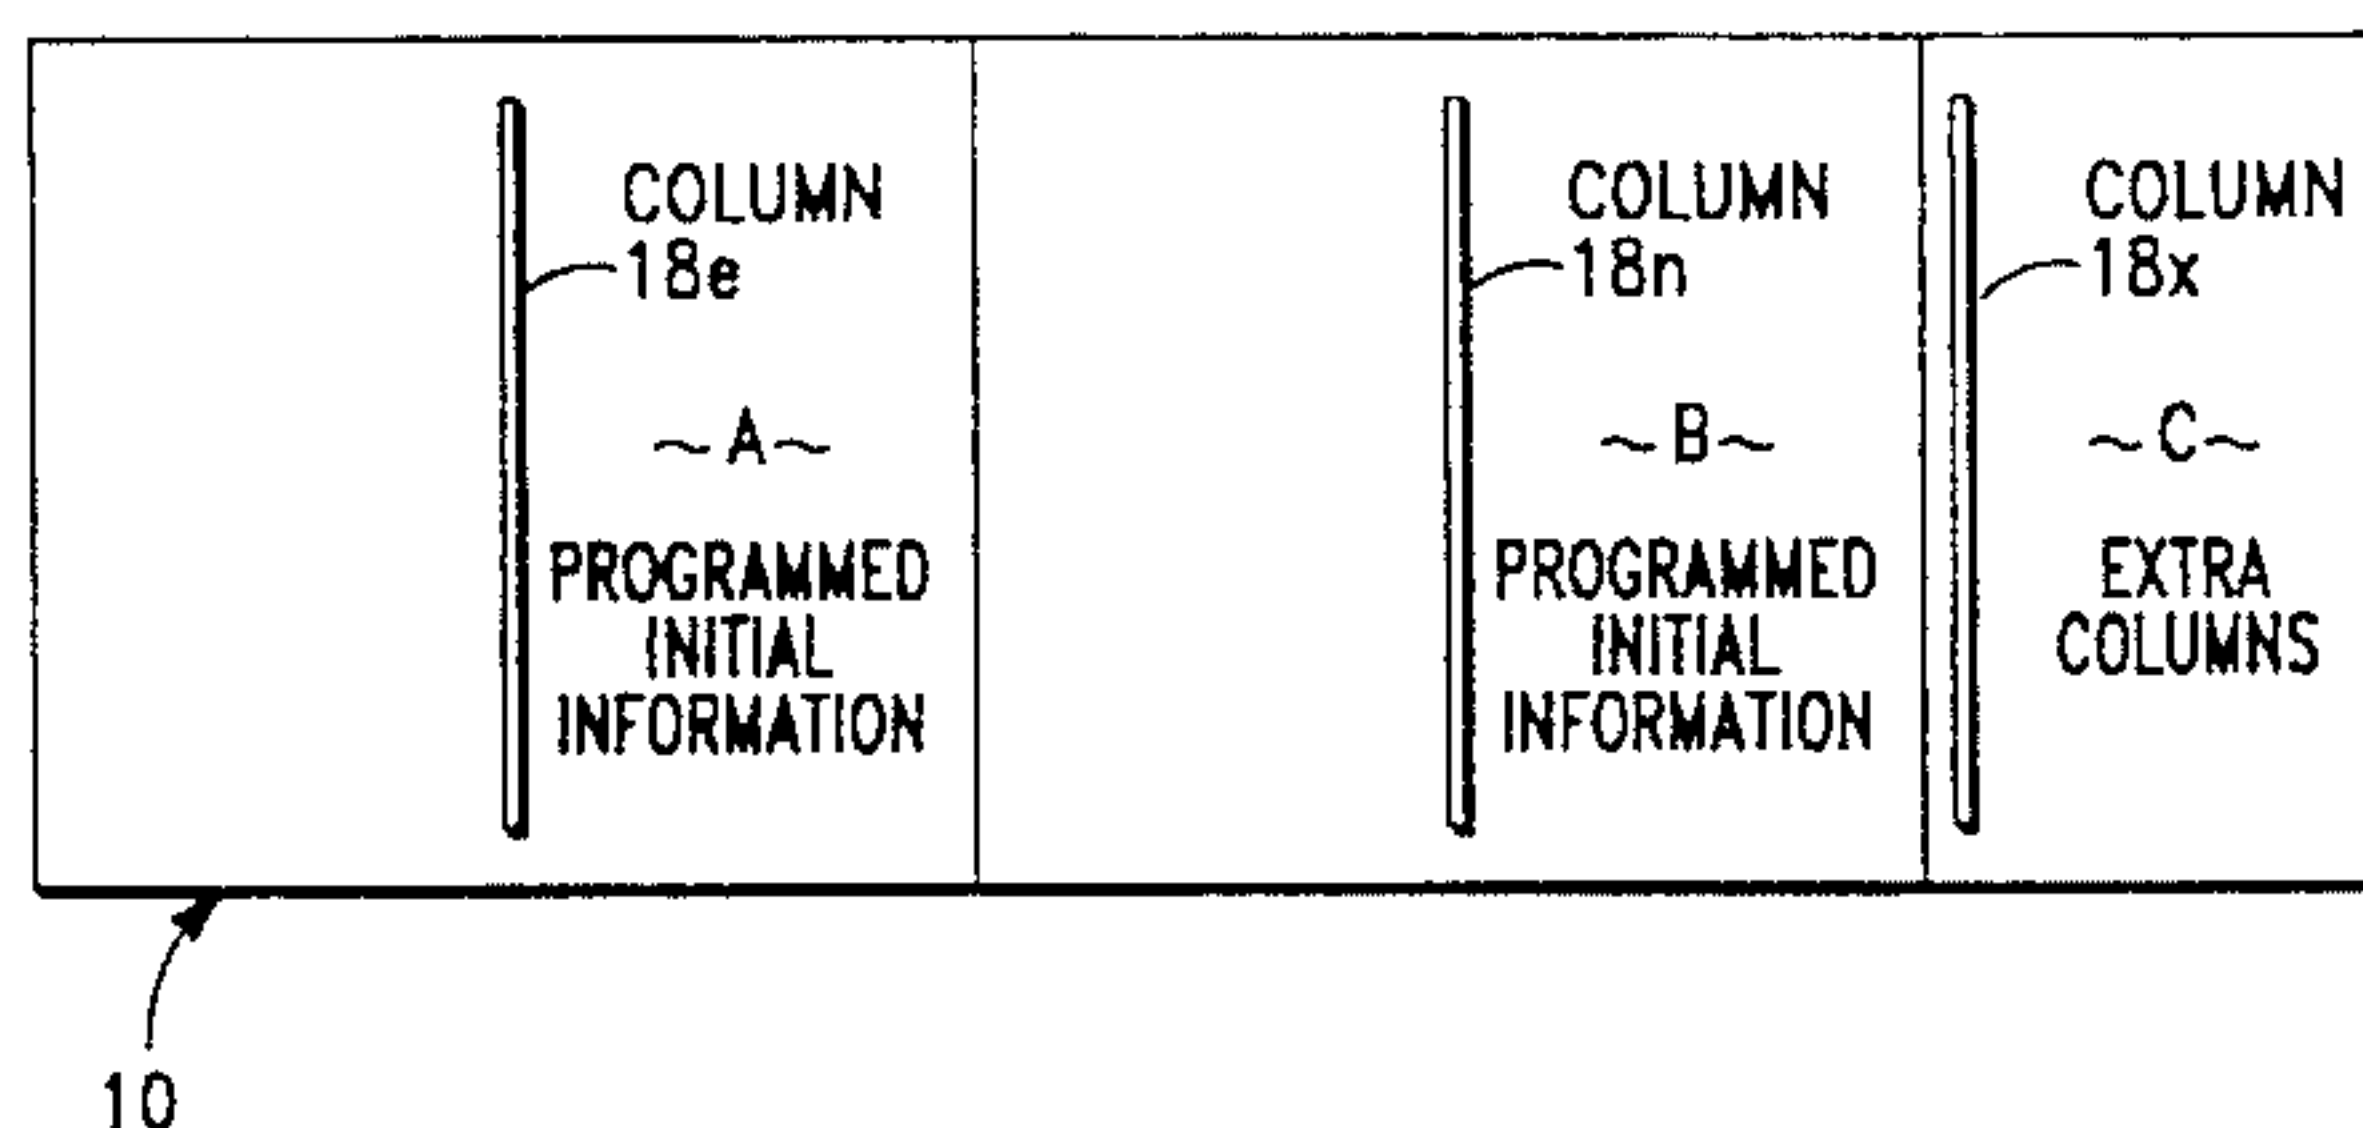 COLUMN
18e
~A~
PROGRAMMED
INITIAL
INFORMATION
COLUMN
18n
~B~
PROGRAMMED
INITIAL
INFORMATION
COLUMN
18x
~C~
EXTRA
COLUMNS
10